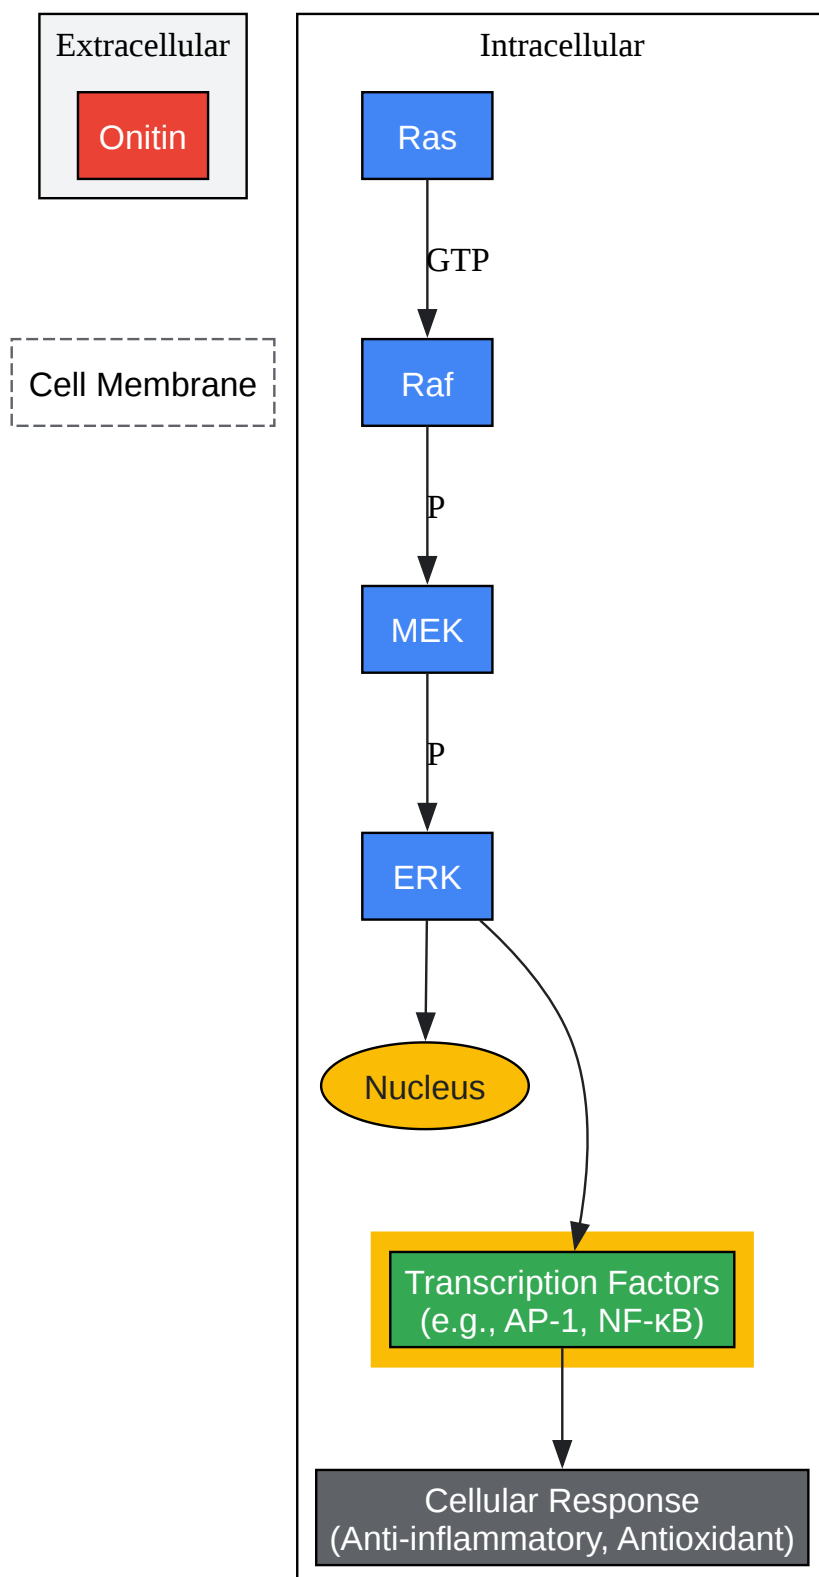 Extracellular
Onitin
Cell Membrane
Intracellular
Ras
GTP
Raf
P
MEK
P
ERK
Nucleus
Transcription Factors
(e.g., AP-1, NF-κB)
Cellular Response
(Anti-inflammatory, Antioxidant)